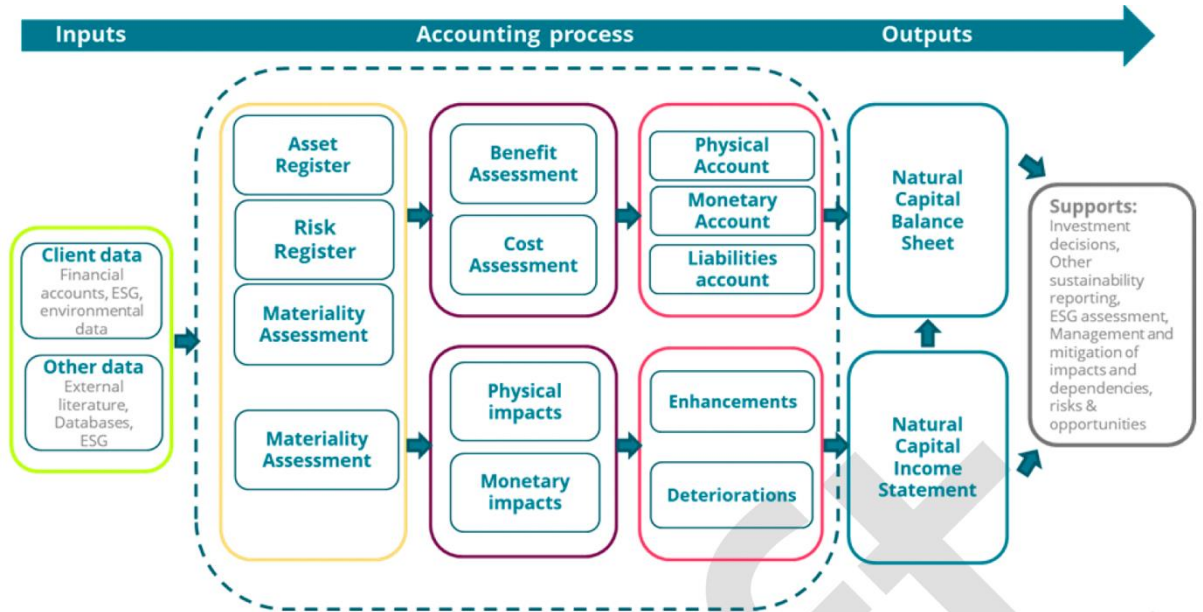 Inputs
Accounting process
Outputs
Client data
Financial
accounts, ESG,
environmental
data
Other data
External
literature,
Databases,
ESG
Asset
Register
Risk
Register
Materiality
Assessment
Materiality
Assessment
Benefit
Assessment
Cost
Assessment
Physical
impacts
Monetary
impacts
Physical
Account
Monetary
Account
Liabilities
account
Enhancements
Deteriorations
Natural
Capital
Balance
Sheet
Natural
Capital
Income
Statement
Supports:
Investment
decisions,
Other
sustainability
reporting,
ESG assessment,
Management and
mitigation of
impacts and
dependencies,
risks &
opportunities